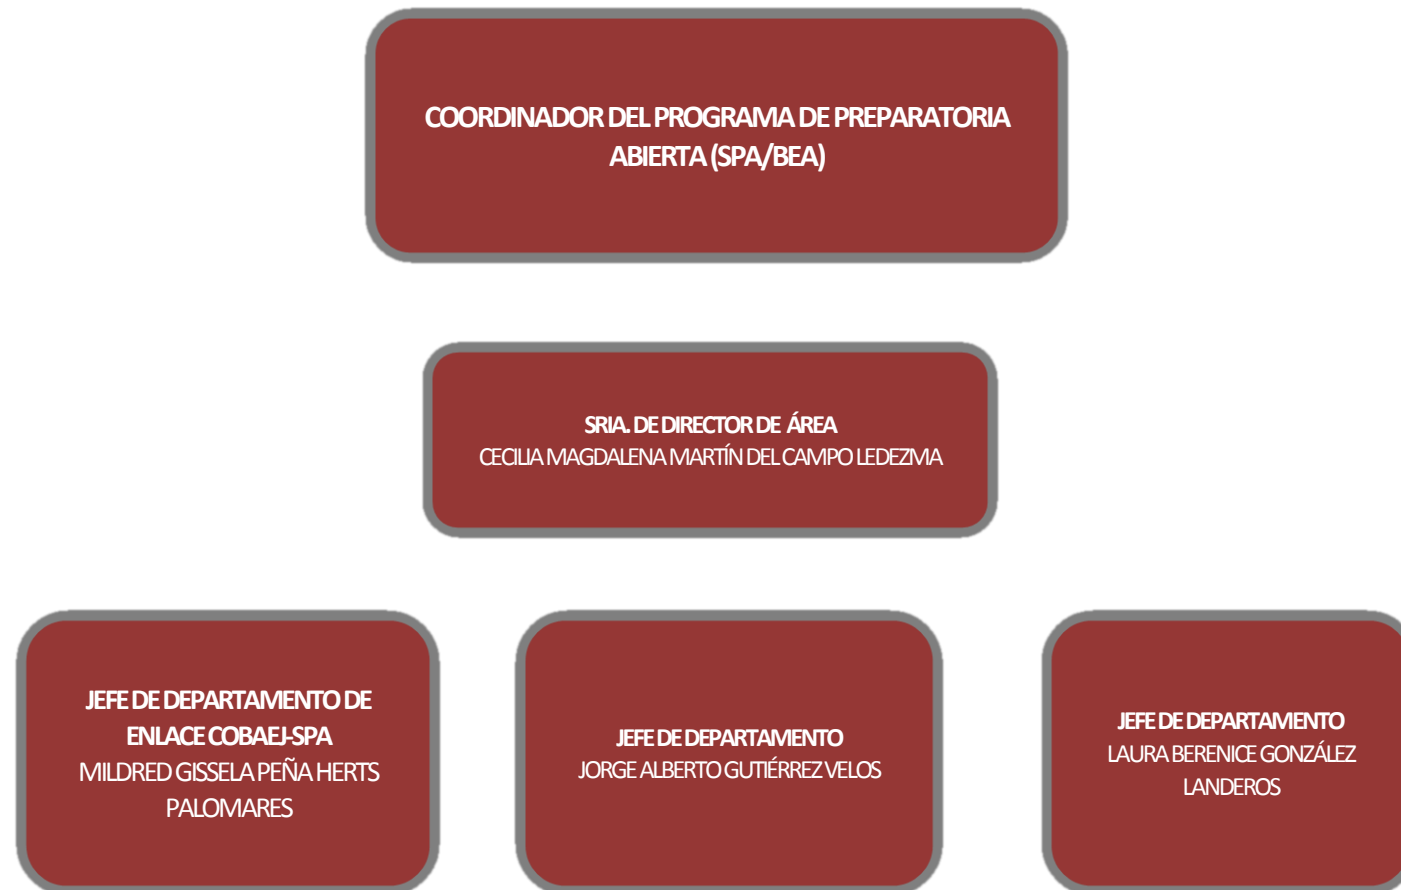 COORDINADOR DEL PROGRAMA DE PREPARATORIA
ABIERTA (SPA/BEA)
SRIA. DE DIRECTOR DE ÁREA
CECILIA MAGDALENA MARTÍN DEL CAMPO LEDEZMA
JEFE DE DEPARTAMENTO DE
ENLACE COBAEJ-SPA
MILDRED GISSELA PEÑA HERTS
PALOMARES
JEFE DE DEPARTAMENTO
JORGE ALBERTO GUTIÉRREZ VELOS
JEFE DE DEPARTAMENTO
LAURA BERENICE GONZÁLEZ
LANDEROS